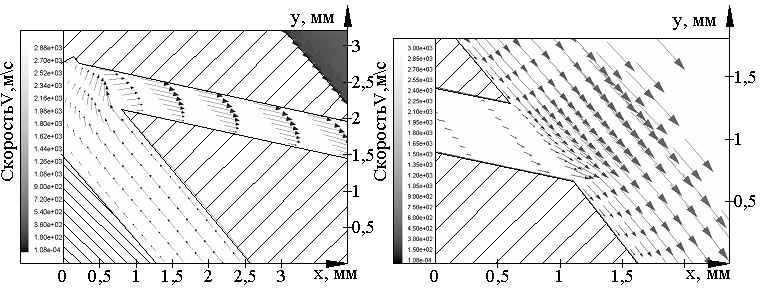 y, мм
СкоростьV,м\с
2.88e+03
2.70e+03
2.52e+03
2.34e+03
2.16e+03
1.98e+03
1.80e+03
1.62e+03
1.44e+03
1.26e+03
1.08e+03
9.00e+02
7.20e+02
5.40e+02
3.60e+02
1.80e+02
1.08e-04
3
2,5
2
1,5
1
0,5
0 0,5 1 1,5 2 2,5 3 x, мм
y, мм
СкоростьV,м\с
3.00e+03
2.85e+03
2.70e+03
2.55e+03
2.40e+03
2.25e+03
2.10e+03
1.95e+03
1.80e+03
1.65e+03
1.50e+03
1.35e+03
1.20e+03
1.05e+03
9.00e+02
7.50e+02
6.00e+02
4.50e+02
3.00e+02
1.50e+02
1.08e-04
1,5
1
0,5
0 0,5 1 1,5 x, мм